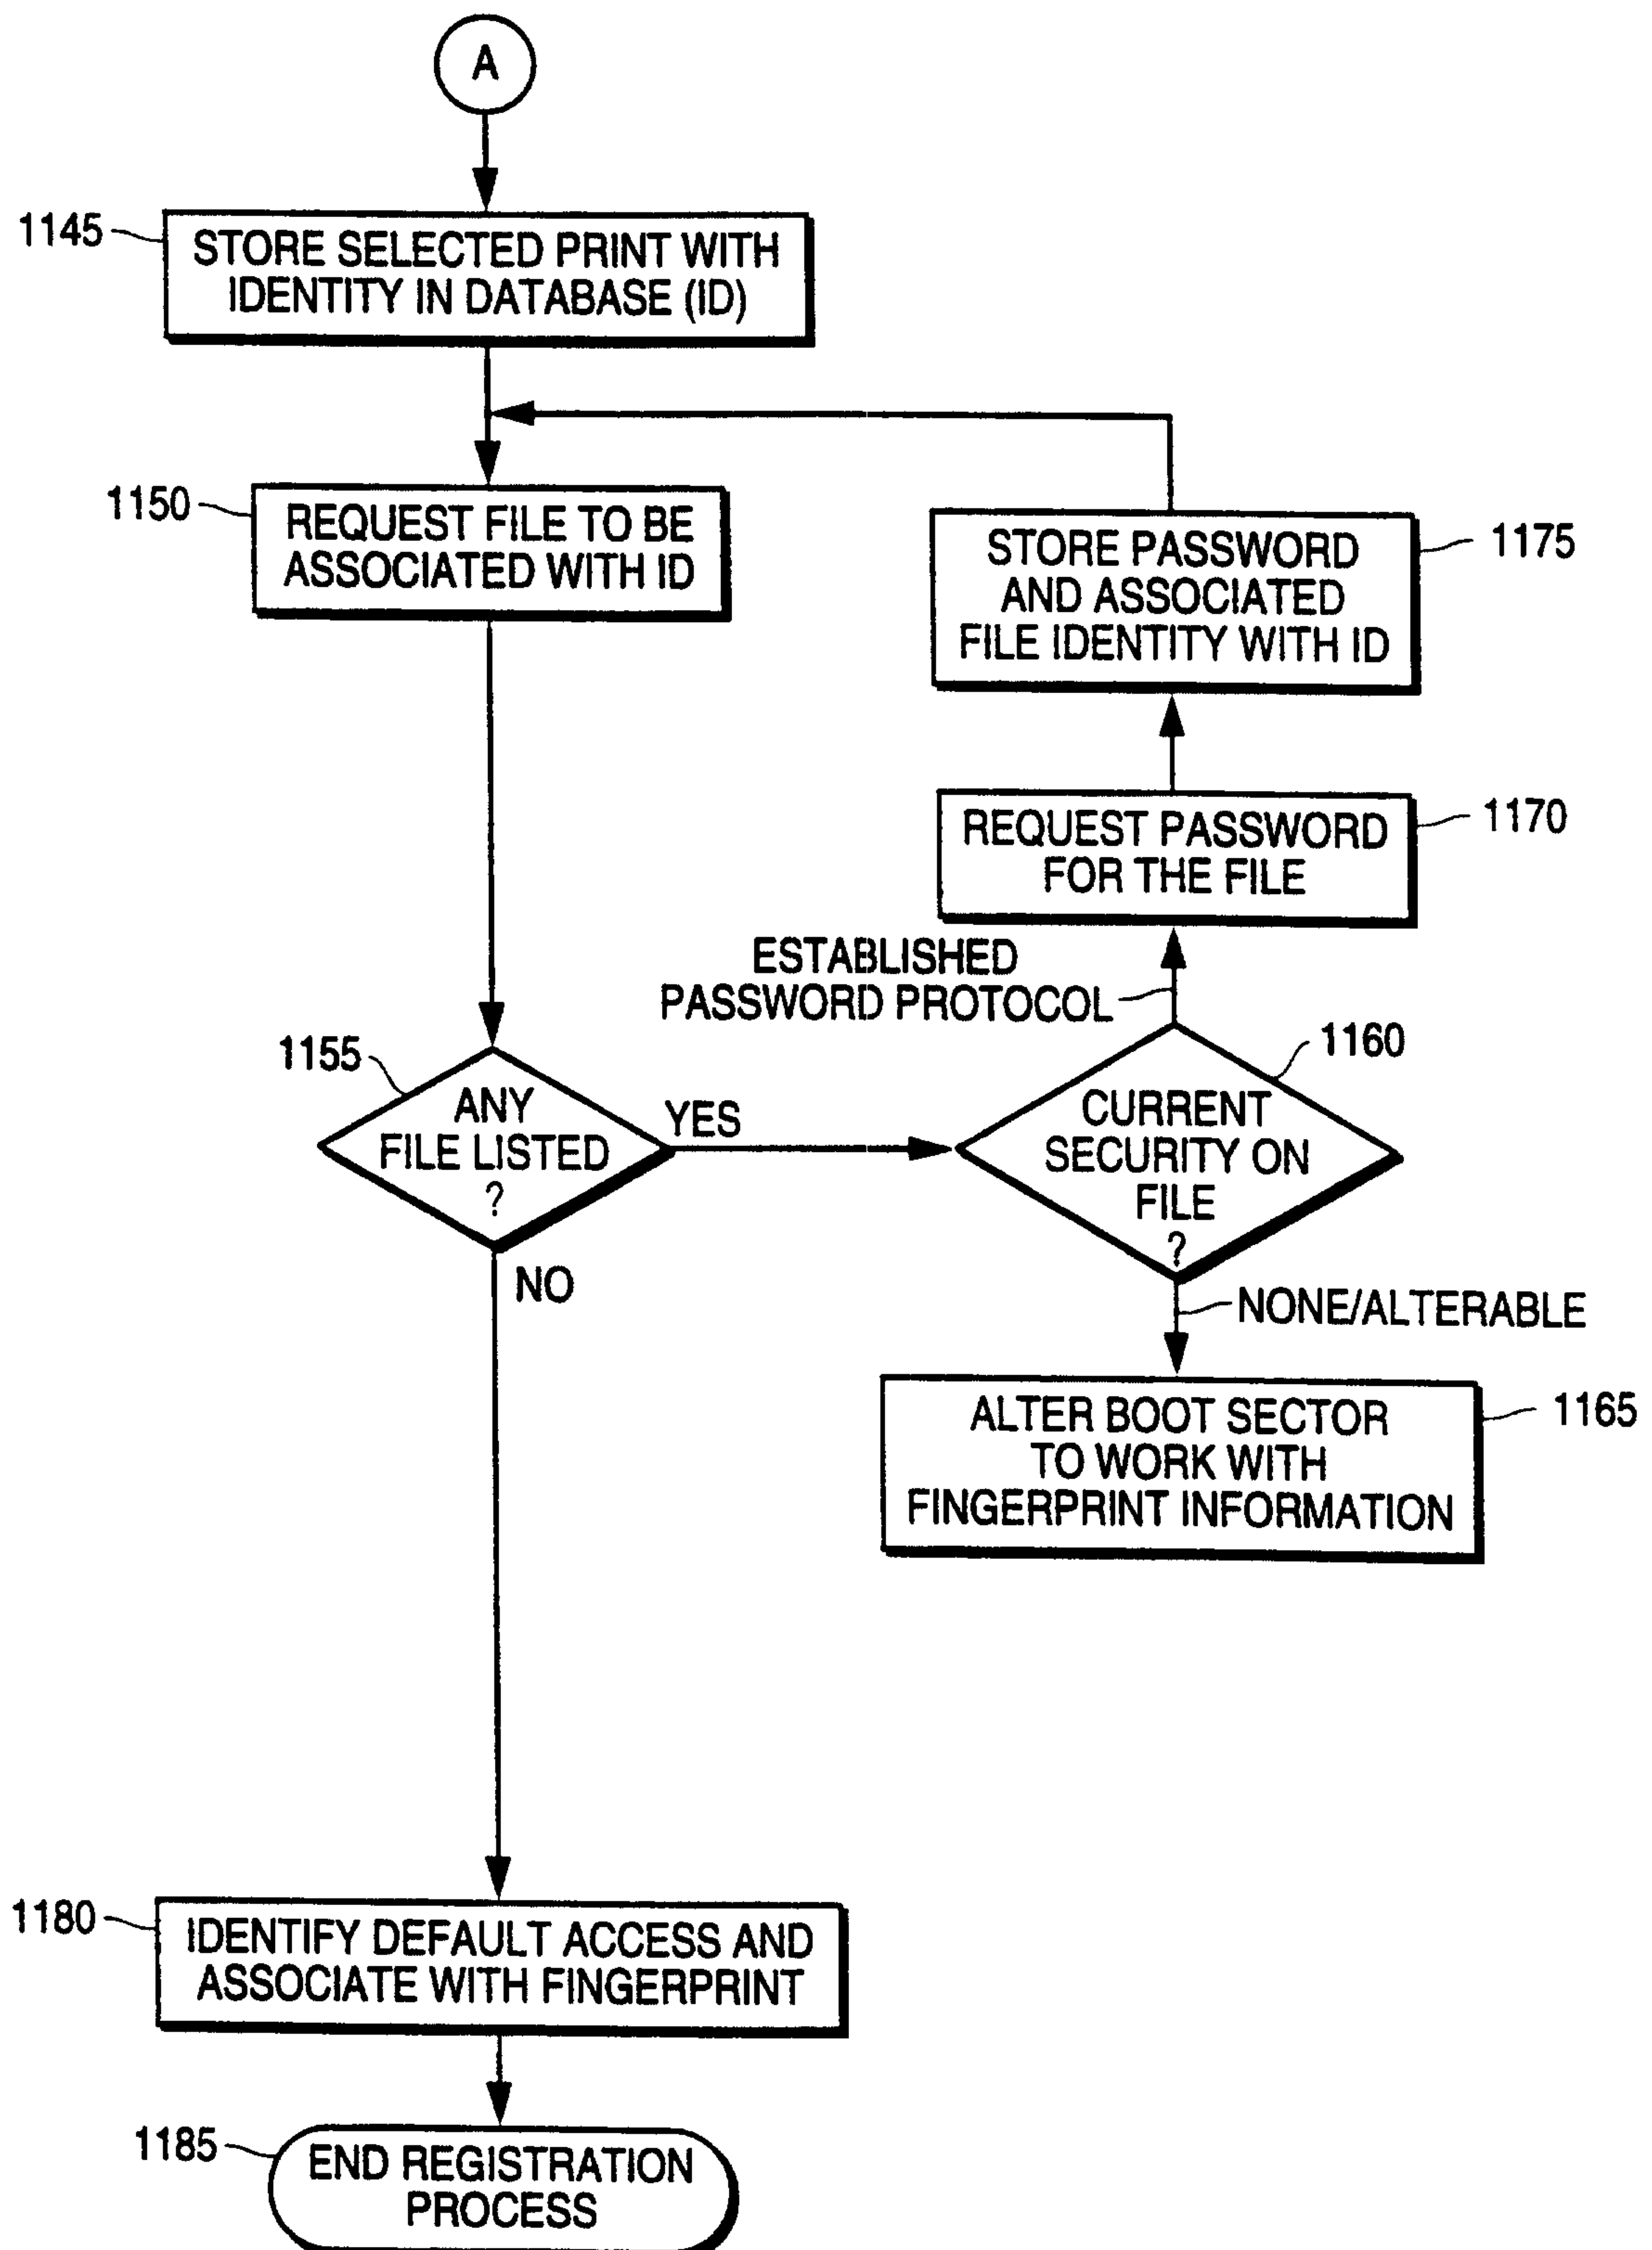 A
1145
STORE SELECTED PRINT WITH
IDENTITY IN DATABASE (ID)
1150
REQUEST FILE TO BE
ASSOCIATED WITH ID
STORE PASSWORD
AND ASSOCIATED
FILE IDENTITY WITH ID
1175
REQUEST PASSWORD
FOR THE FILE
1170
ESTABLISHED
PASSWORD PROTOCOL
1155
ANY
FILE LISTED
?
YES
1160
CURRENT
SECURITY ON
FILE
?
NO
NONE/ALTERABLE
ALTER BOOT SECTOR
TO WORK WITH
FINGERPRINT INFORMATION
1165
1180
IDENTIFY DEFAULT ACCESS AND
ASSOCIATE WITH FINGERPRINT
1185
END REGISTRATION
PROCESS